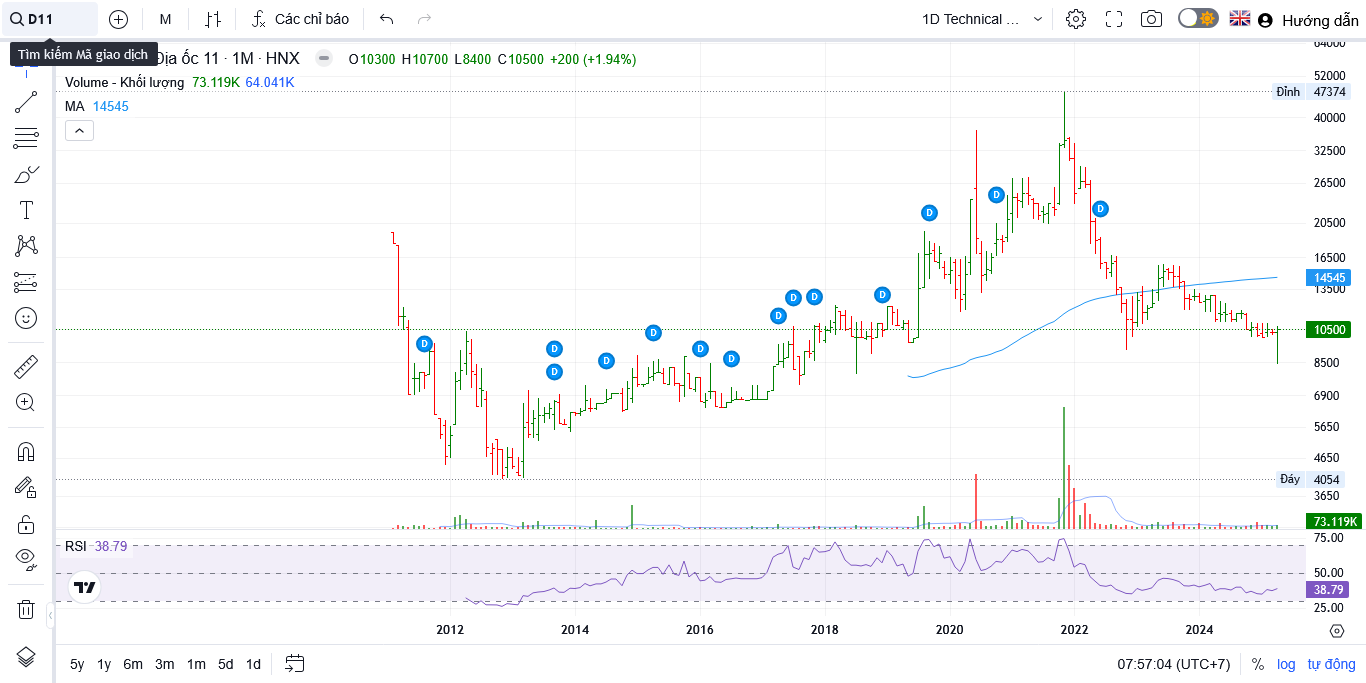 D11 M Các chỉ báo 1D Technical ... Hướng dẫn
Tìm kiếm Mã giao dịch
Địa ốc 11 · 1M · HNX O10300 H10700 L8400 C10500 +200 (+1.94%)
Volume - Khối lượng 73.119K 64.041K
MA 14545
64000
52000
Đỉnh 47374
40000
32500
26500
20500
16500
14545
13500
10500
8500
6900
5650
4650
Đáy 4054
3650
73.119K
D
D
D
D
D
D
D
D
D
D
D
D
D
D
RSI 38.79
75.00
50.00
38.79
25.00
2012 2014 2016 2018 2020 2022 2024
5y 1y 6m 3m 1m 5d 1d 07:57:04 (UTC+7) % log tự động